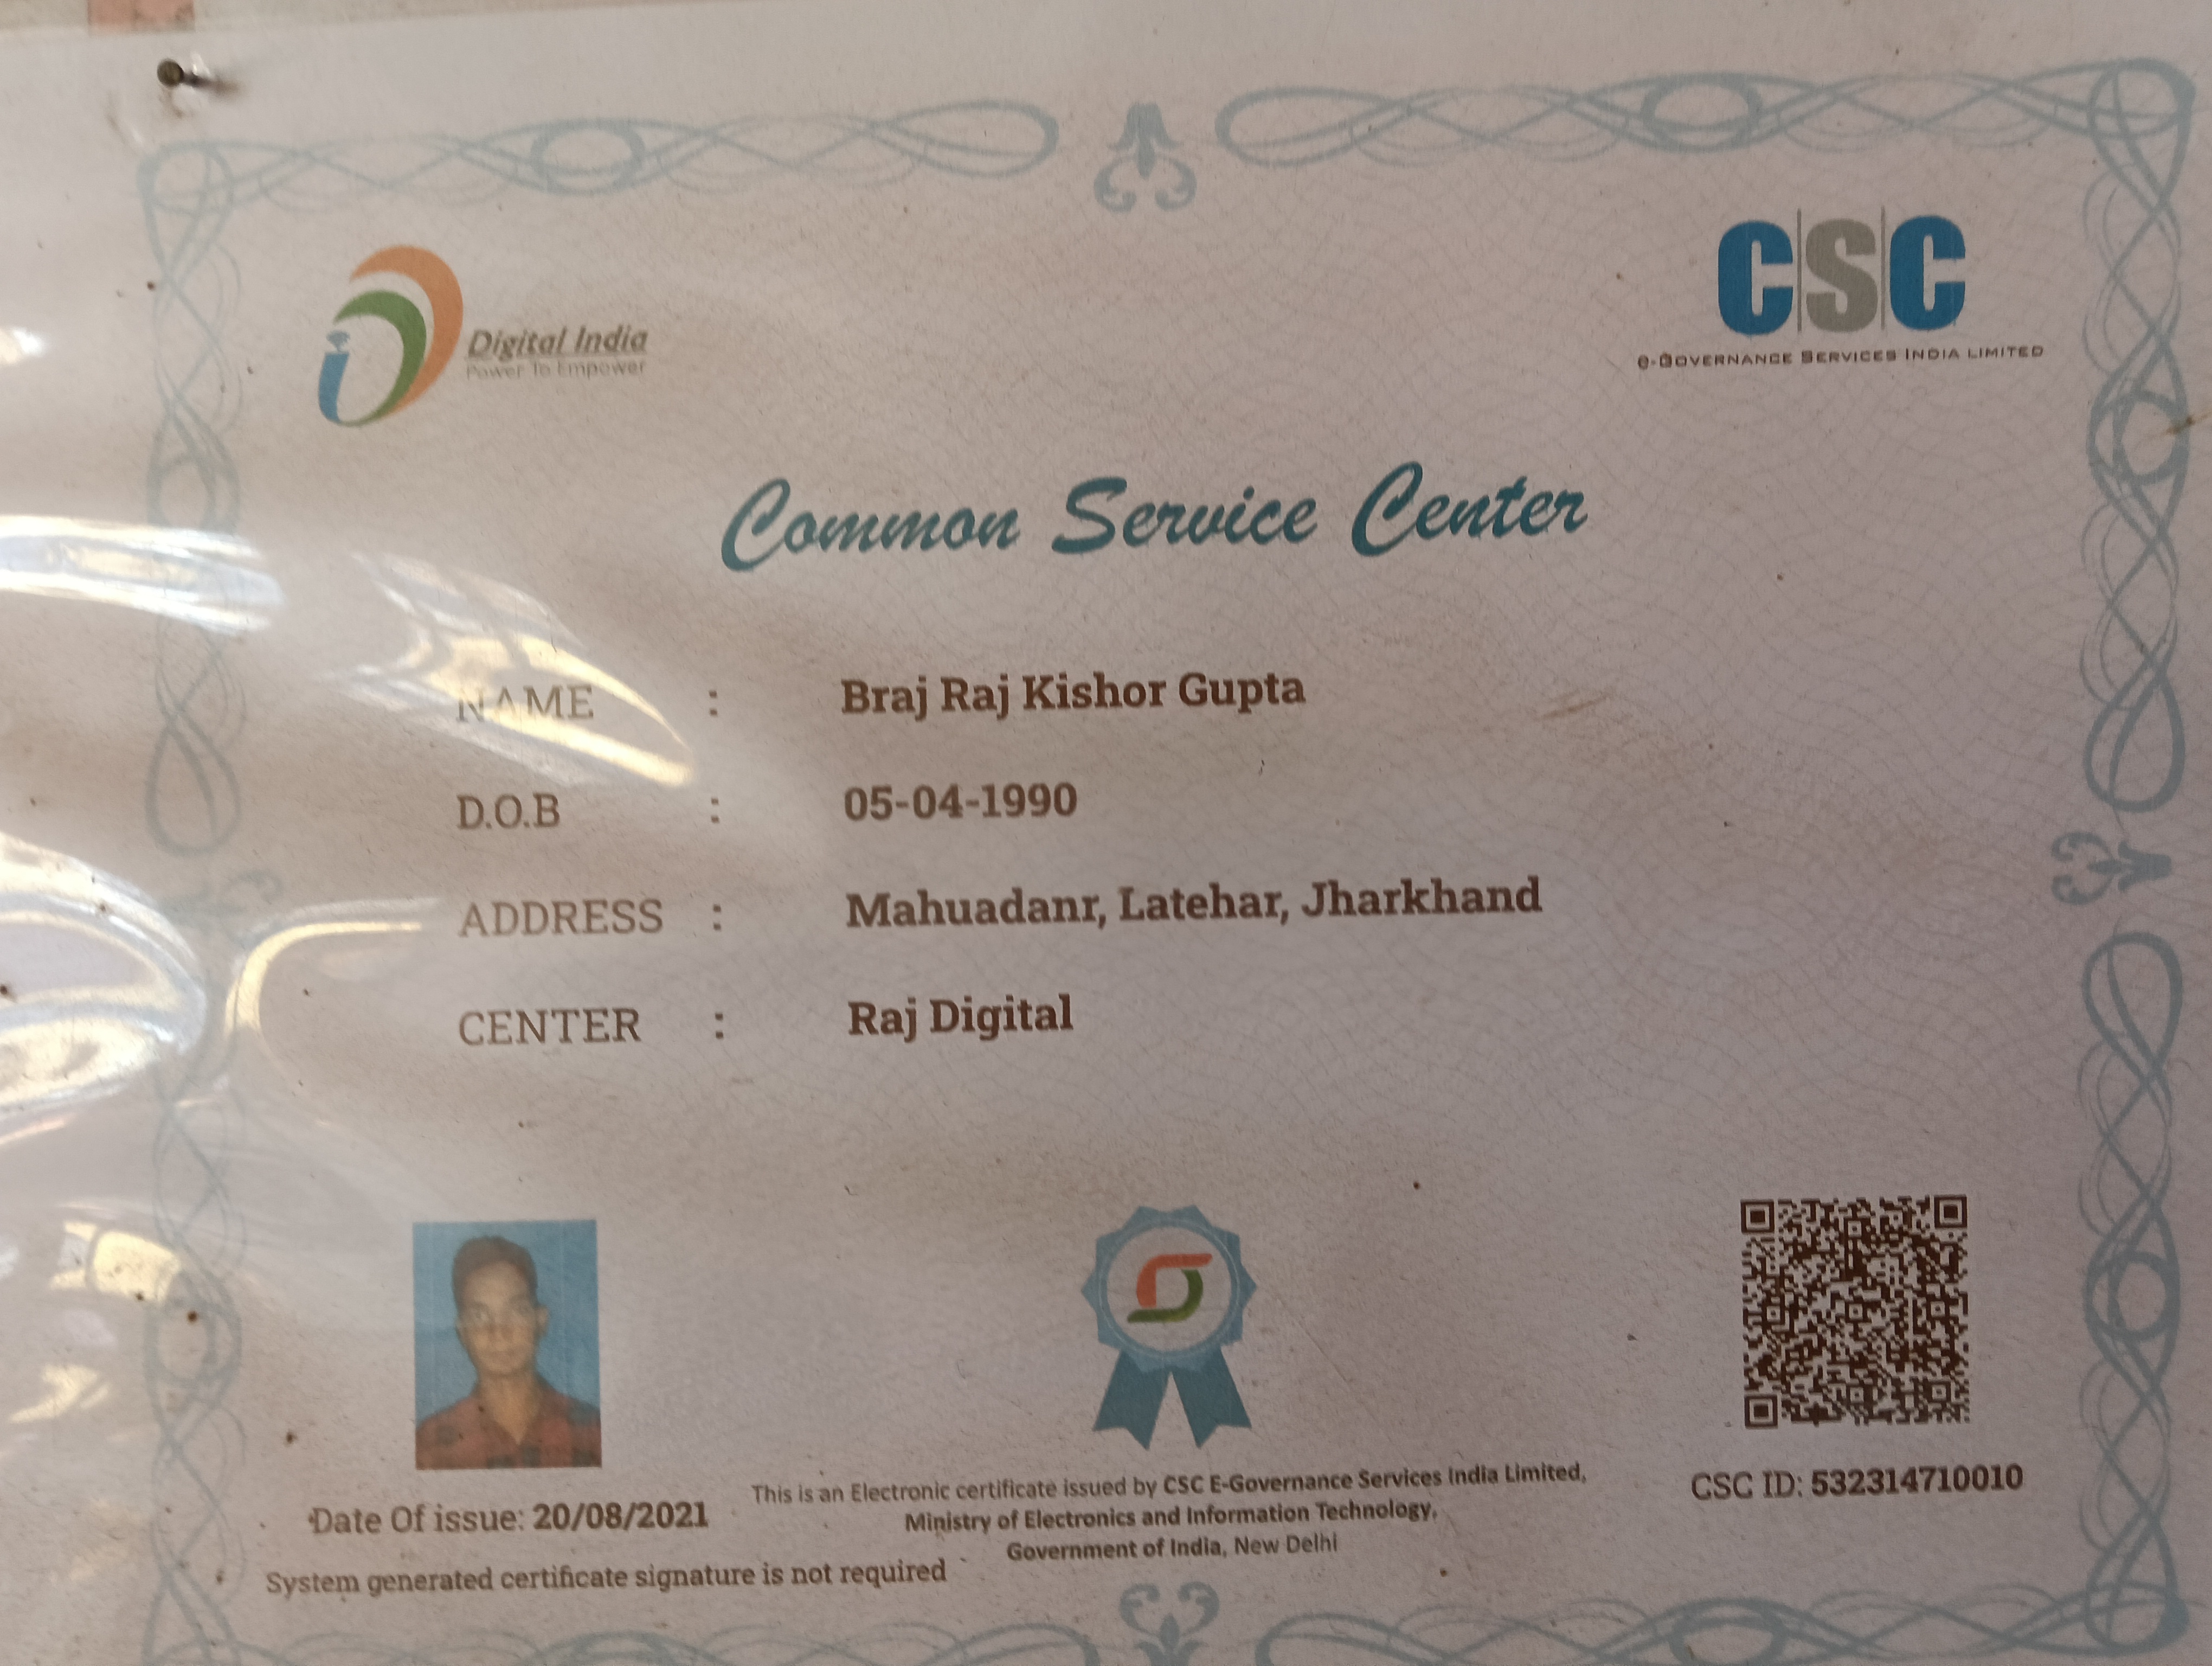 Digital India
Power To Empower
CSC
e-Governance Services India Limited
Common Service Center
NAME : Braj Raj Kishor Gupta
D.O.B : 05-04-1990
ADDRESS : Mahuadanr, Latehar, Jharkhand
CENTER : Raj Digital
This is an Electronic certificate issued by CSC E-Governance Services India Limited,
Ministry of Electronics and Information Technology,
Government of India, New Delhi
CSC ID: 532314710010
Date Of issue: 20/08/2021
System generated certificate signature is not required